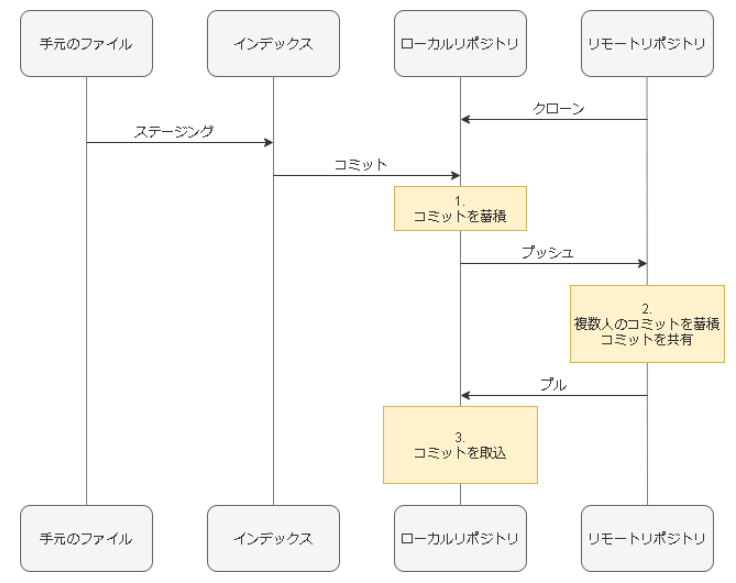 手元のファイル
インデックス
ローカルリポジトリ
リモートリポジトリ
クローン
ステージング
コミット
1.
コミットを蓄積
プッシュ
2.
複数人のコミットを蓄積
コミットを共有
プル
3.
コミットを取込
手元のファイル
インデックス
ローカルリポジトリ
リモートリポジトリ